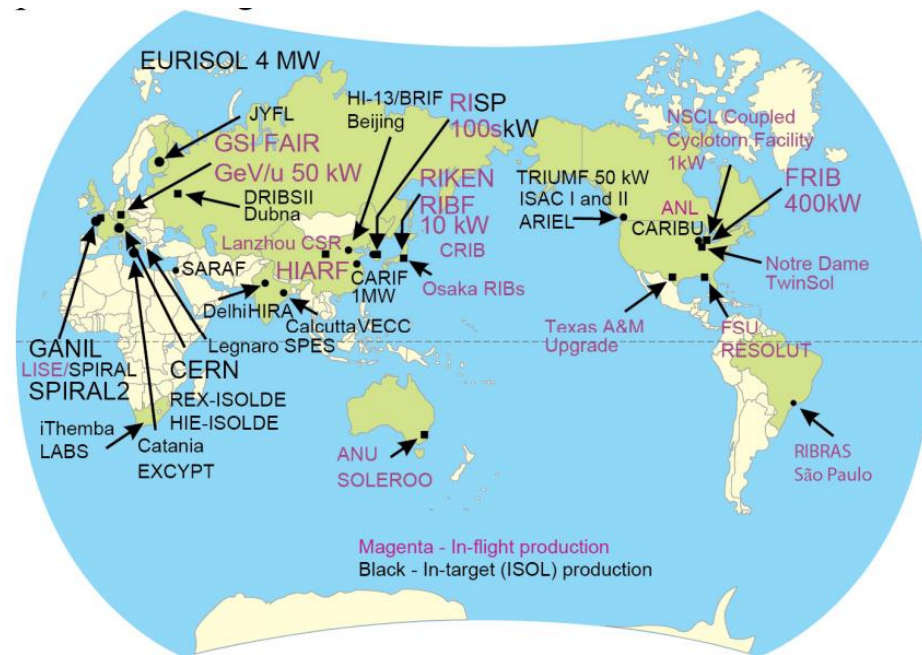 EURISOL 4 MW
JYFL
GSI FAIR
GeV/u 50 kW
DRIBSII
Dubna
HI-13/BRIF
Beijing
RISP
100skW
RIKEN
RIBF
10 kW
CRIB
Osaka RIBs
Lanzhou CSR
HIARF
CARIF
1MW
SARAF
DelhiHIRA
CalcuttaVECC
Legnaro SPES
GANIL
LISE/SPIRAL
SPIRAL2
CERN
REX-ISOLDE
HIE-ISOLDE
iThemba
LABS
Catania
EXCYPT
ANU
SOLEROO
TRIUMF 50 kW
ISAC I and II
ARIEL
NSCL Coupled
Cyclotorn Facility
1kW
FRIB
400kW
ANL
CARIBU
Notre Dame
TwinSol
Texas A&M
Upgrade
FSU
RESOLUT
RIBRAS
São Paulo
Magenta - In-flight production
Black - In-target (ISOL) production